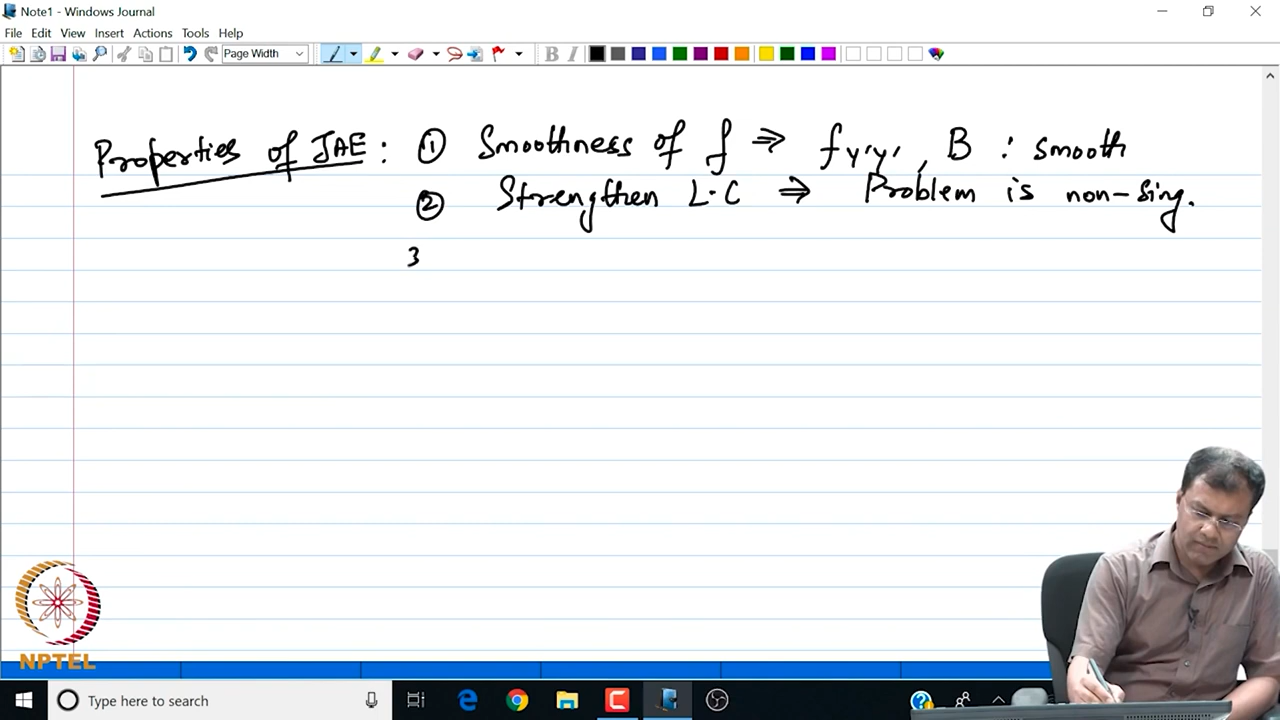 Note1 - Windows Journal
File Edit View Insert Actions Tools Help
Page Width
B I
Properties of JAE : ① Smoothness of f ⇒ f_{y'y'} , B : smooth
② Strengthen L.C ⇒ Problem is non-sing.
3
NPTEL
Type here to search